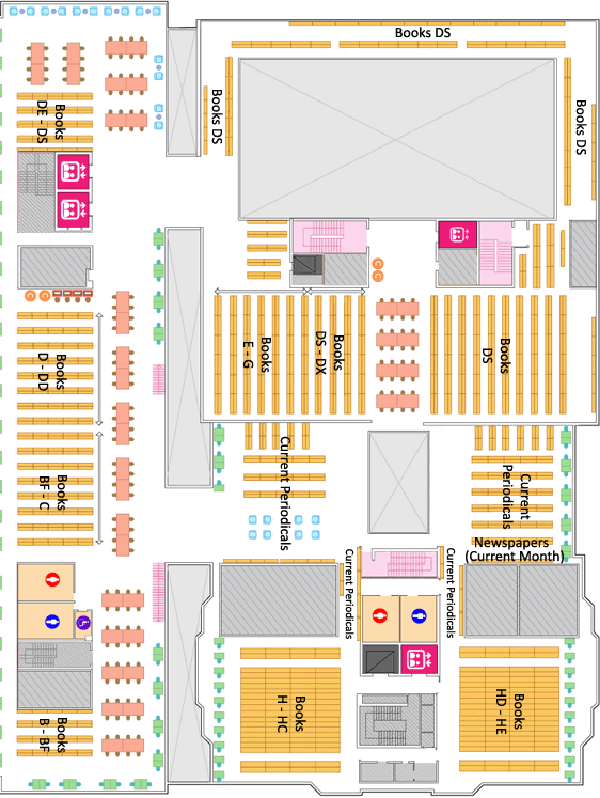 Books DS
Books
DE - DS
Books DS
Books DS
Books
D - DD
Books
E - G
Books
DS - DX
Books
DS
Books
BF - C
Current Periodicals
Current
Periodicals
Newspapers
(Current Month)
Current Periodicals
Current Periodicals
Books
B - BF
Books
H - HC
Books
HD - HE
C
C
C
C